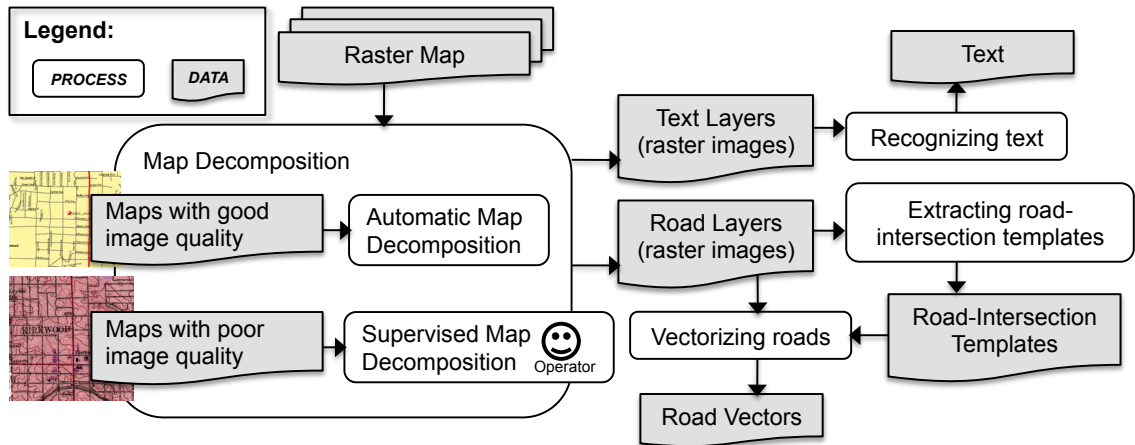 Legend:
PROCESS
DATA
Raster Map
Map Decomposition
Maps with good
image quality
Automatic Map
Decomposition
KIRKWOOD
Maps with poor
image quality
Supervised Map
Decomposition
Operator
Text Layers
(raster images)
Recognizing text
Text
Road Layers
(raster images)
Extracting road-
intersection templates
Vectorizing roads
Road-Intersection
Templates
Road Vectors